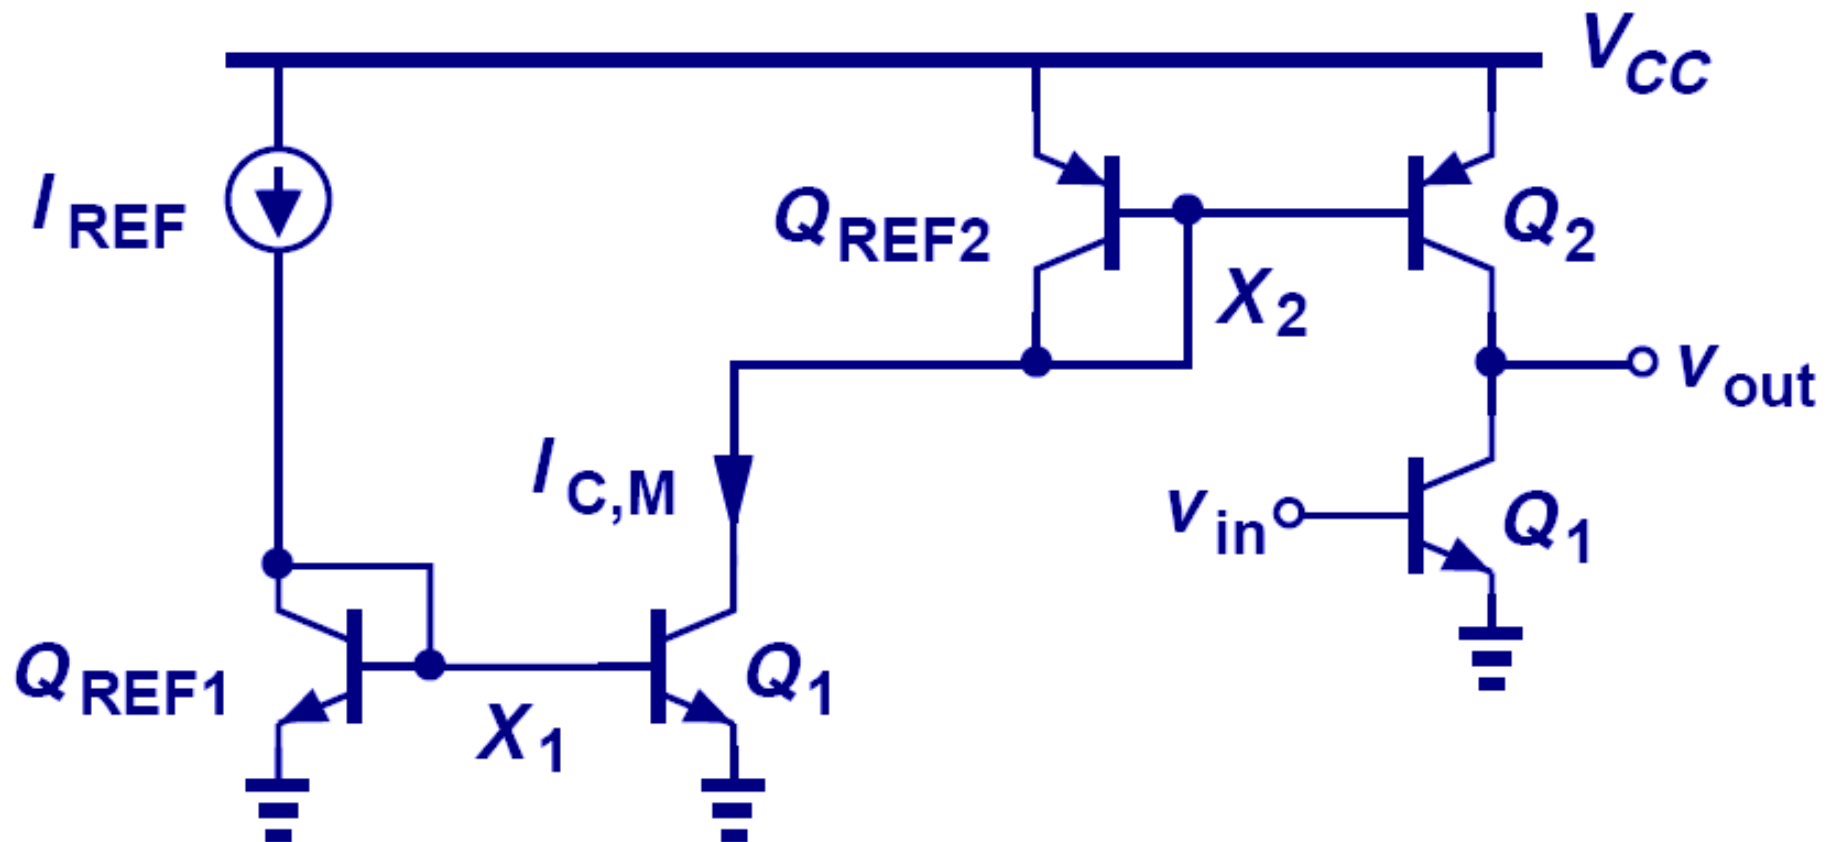 V_CC
I_REF
Q_REF2
Q_2
X_2
v_out
I_C,M
v_in
Q_1
Q_REF1
X_1
Q_1